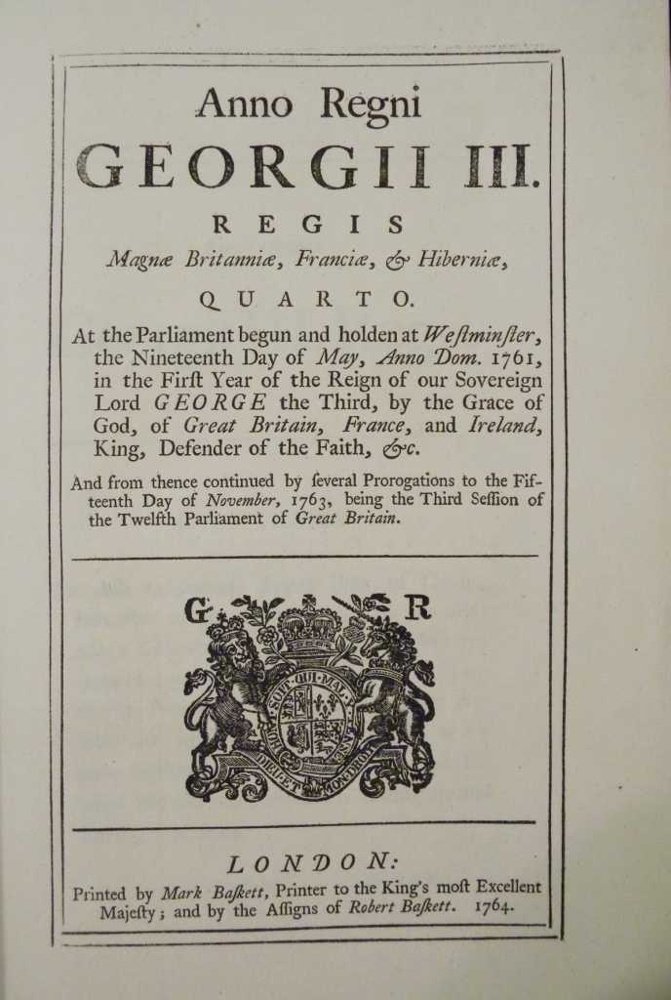 Anno Regni
GEORGII III.
REGIS
Magnæ Britanniæ, Franciæ, & Hiberniæ,
QUARTO.
At the Parliament begun and holden at Weſtminſter,
the Nineteenth Day of May, Anno Dom. 1761,
in the Firſt Year of the Reign of our Sovereign
Lord GEORGE the Third, by the Grace of
God, of Great Britain, France, and Ireland,
King, Defender of the Faith, &c.
And from thence continued by ſeveral Prorogations to the Fif-
teenth Day of November, 1763, being the Third Seſſion of
the Twelfth Parliament of Great Britain.
G R
HONI SOIT QUI MAL Y PENSE
DIEU ET MON DROIT
LONDON:
Printed by Mark Baſkett, Printer to the King's moſt Excellent
Majeſty; and by the Aſſigns of Robert Baſkett. 1764.